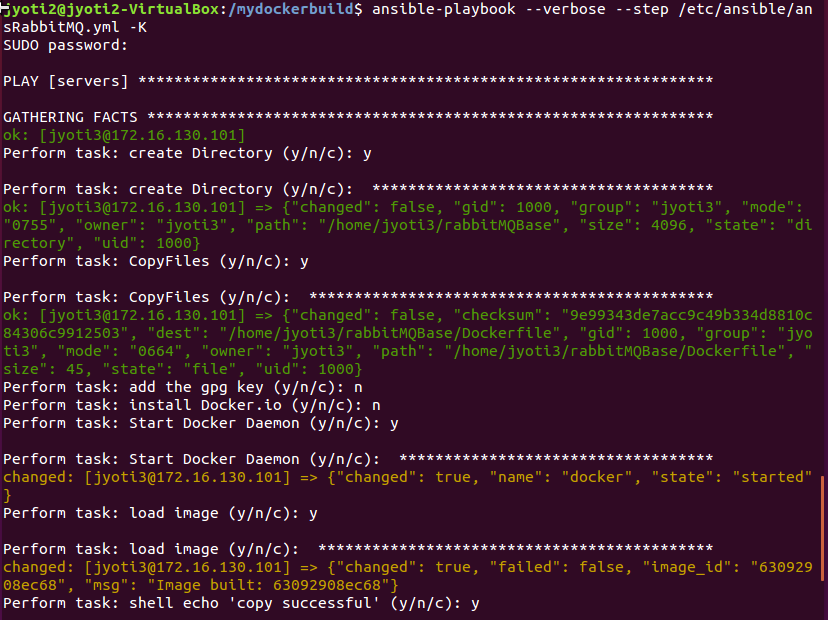 jyoti2@jyoti2-VirtualBox:/mydockerbuild$ ansible-playbook --verbose --step /etc/ansible/an
sRabbitMQ.yml -K
SUDO password:
PLAY [servers] ****************************************************************
GATHERING FACTS ***************************************************************
ok: [jyoti3@172.16.130.101]
Perform task: create Directory (y/n/c): y
Perform task: create Directory (y/n/c):  **************************************
ok: [jyoti3@172.16.130.101] => {"changed": false, "gid": 1000, "group": "jyoti3", "mode":
"0755", "owner": "jyoti3", "path": "/home/jyoti3/rabbitMQBase", "size": 4096, "state": "di
rectory", "uid": 1000}
Perform task: CopyFiles (y/n/c): y
Perform task: CopyFiles (y/n/c):  *********************************************
ok: [jyoti3@172.16.130.101] => {"changed": false, "checksum": "9e99343de7acc9c49b334d8810c
84306c9912503", "dest": "/home/jyoti3/rabbitMQBase/Dockerfile", "gid": 1000, "group": "jyo
ti3", "mode": "0664", "owner": "jyoti3", "path": "/home/jyoti3/rabbitMQBase/Dockerfile", "
size": 45, "state": "file", "uid": 1000}
Perform task: add the gpg key (y/n/c): n
Perform task: install Docker.io (y/n/c): n
Perform task: Start Docker Daemon (y/n/c): y
Perform task: Start Docker Daemon (y/n/c):  ***********************************
changed: [jyoti3@172.16.130.101] => {"changed": true, "name": "docker", "state": "started"
}
Perform task: load image (y/n/c): y
Perform task: load image (y/n/c):  ********************************************
changed: [jyoti3@172.16.130.101] => {"changed": true, "failed": false, "image_id": "630929
08ec68", "msg": "Image built: 63092908ec68"}
Perform task: shell echo 'copy successful' (y/n/c): y